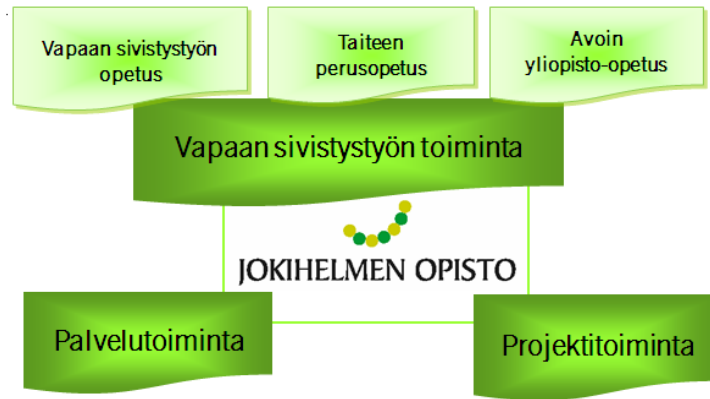 Vapaan sivistystyön
opetus
Taiteen
perusopetus
Avoin
yliopisto-opetus
Vapaan sivistystyön toiminta
JOKIHELMEN OPISTO
Palvelutoiminta
Projektitoiminta